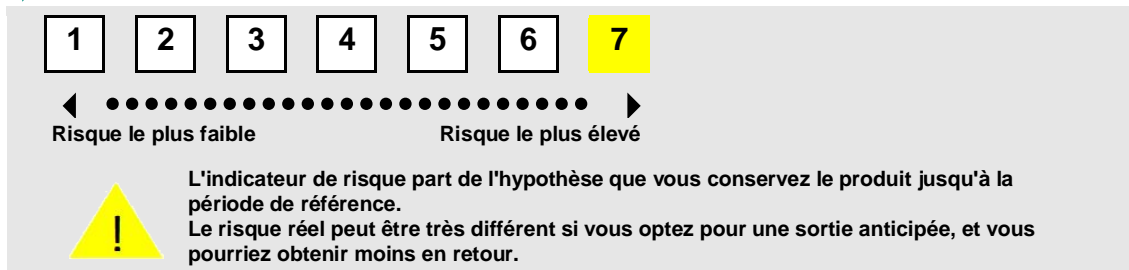 1 2 3 4 5 6 7
Risque le plus faible Risque le plus élevé
L'indicateur de risque part de l'hypothèse que vous conservez le produit jusqu'à la
période de référence.
Le risque réel peut être très différent si vous optez pour une sortie anticipée, et vous
pourriez obtenir moins en retour.
!